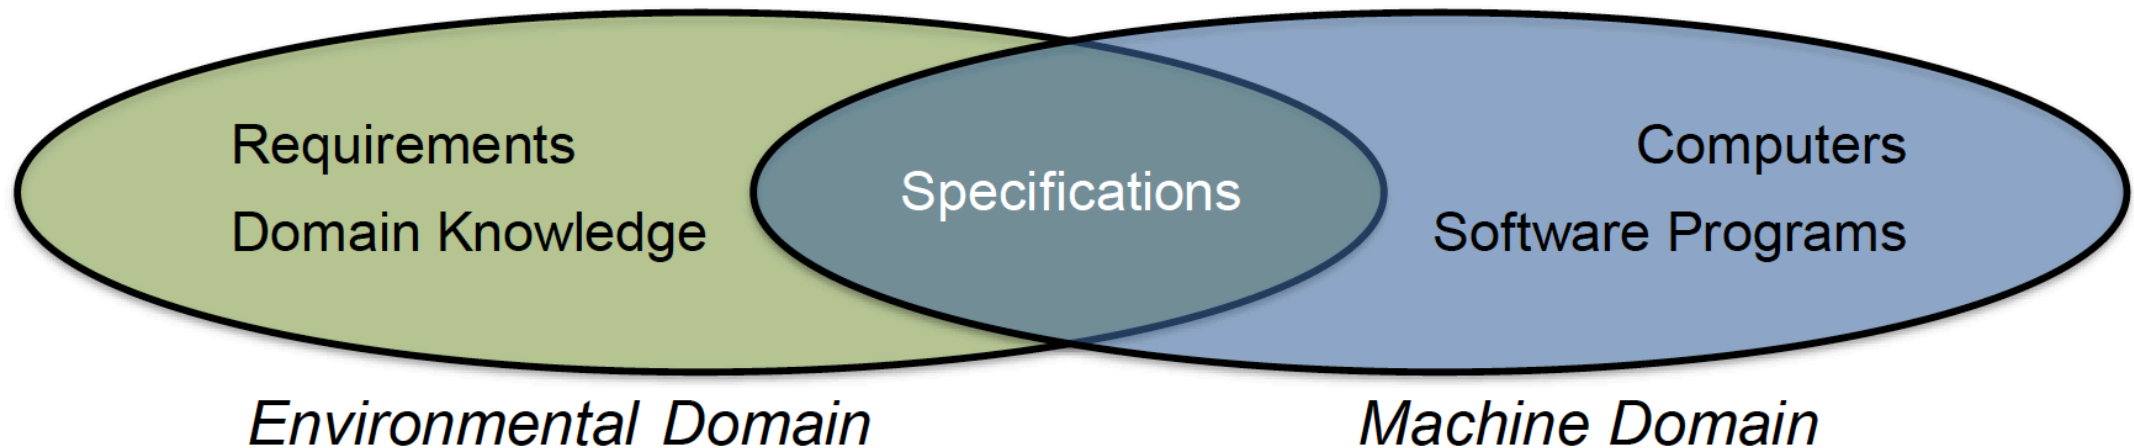 Requirements
Domain Knowledge
Specifications
Computers
Software Programs
Environmental Domain
Machine Domain